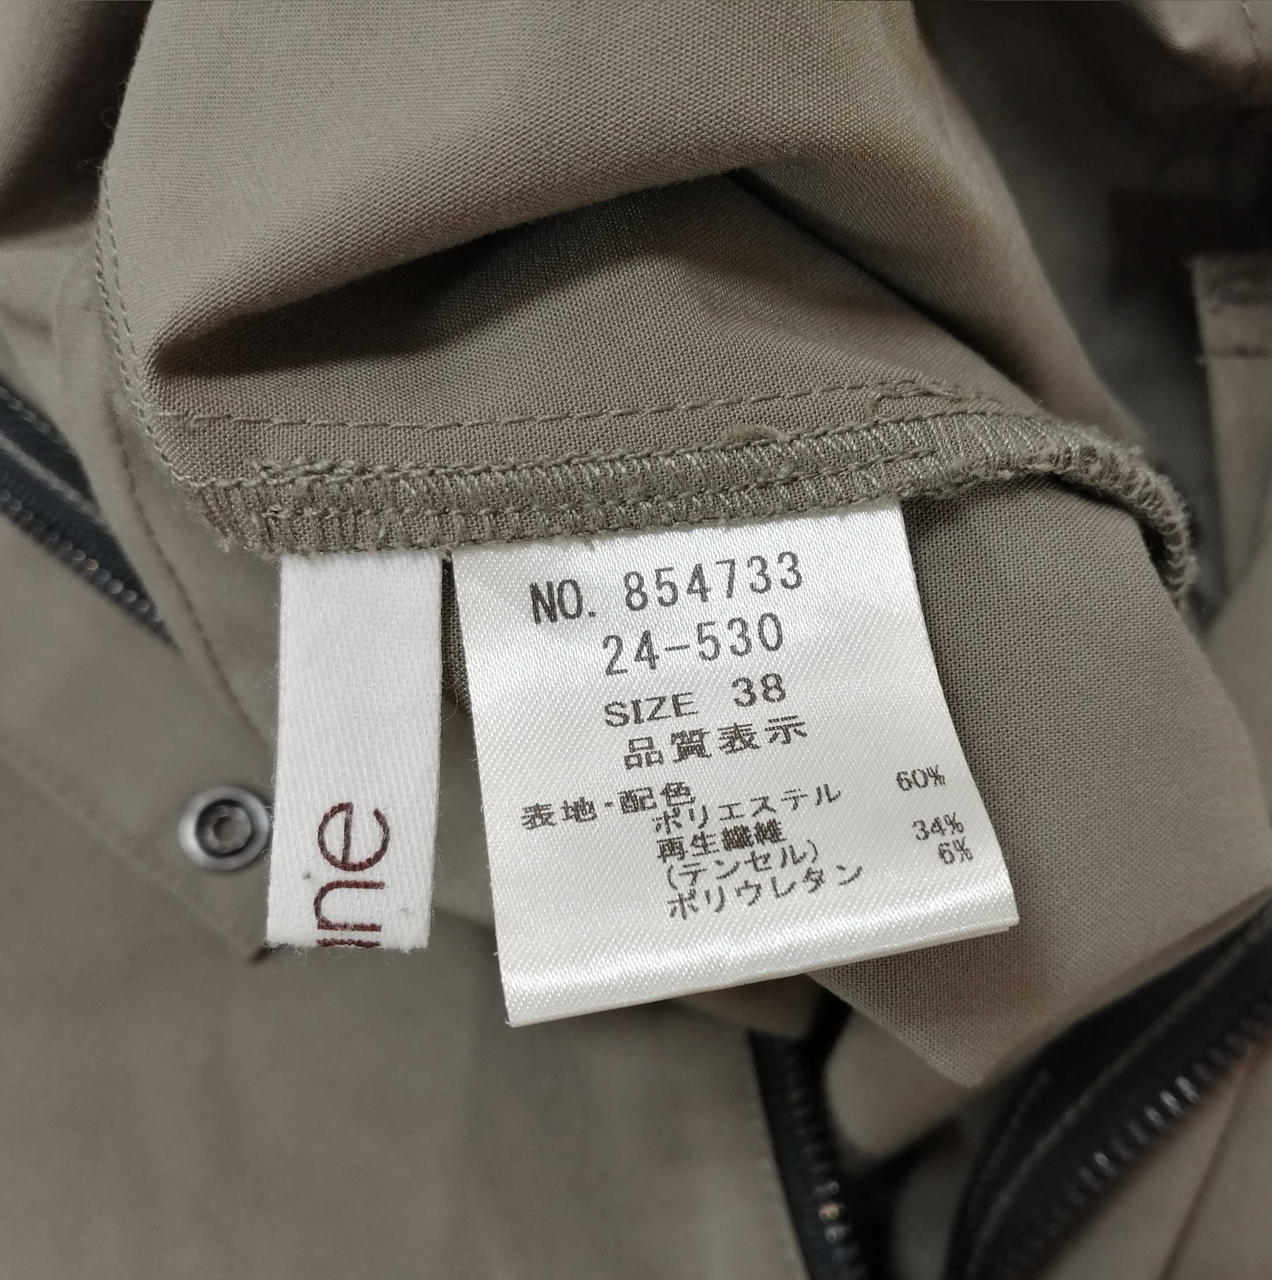 NO. 854733
24-530
SIZE 38
品質表示
表地・配色
ポリエステル 60%
再生繊維 34%
(テンセル)
ポリウレタン 6%
une